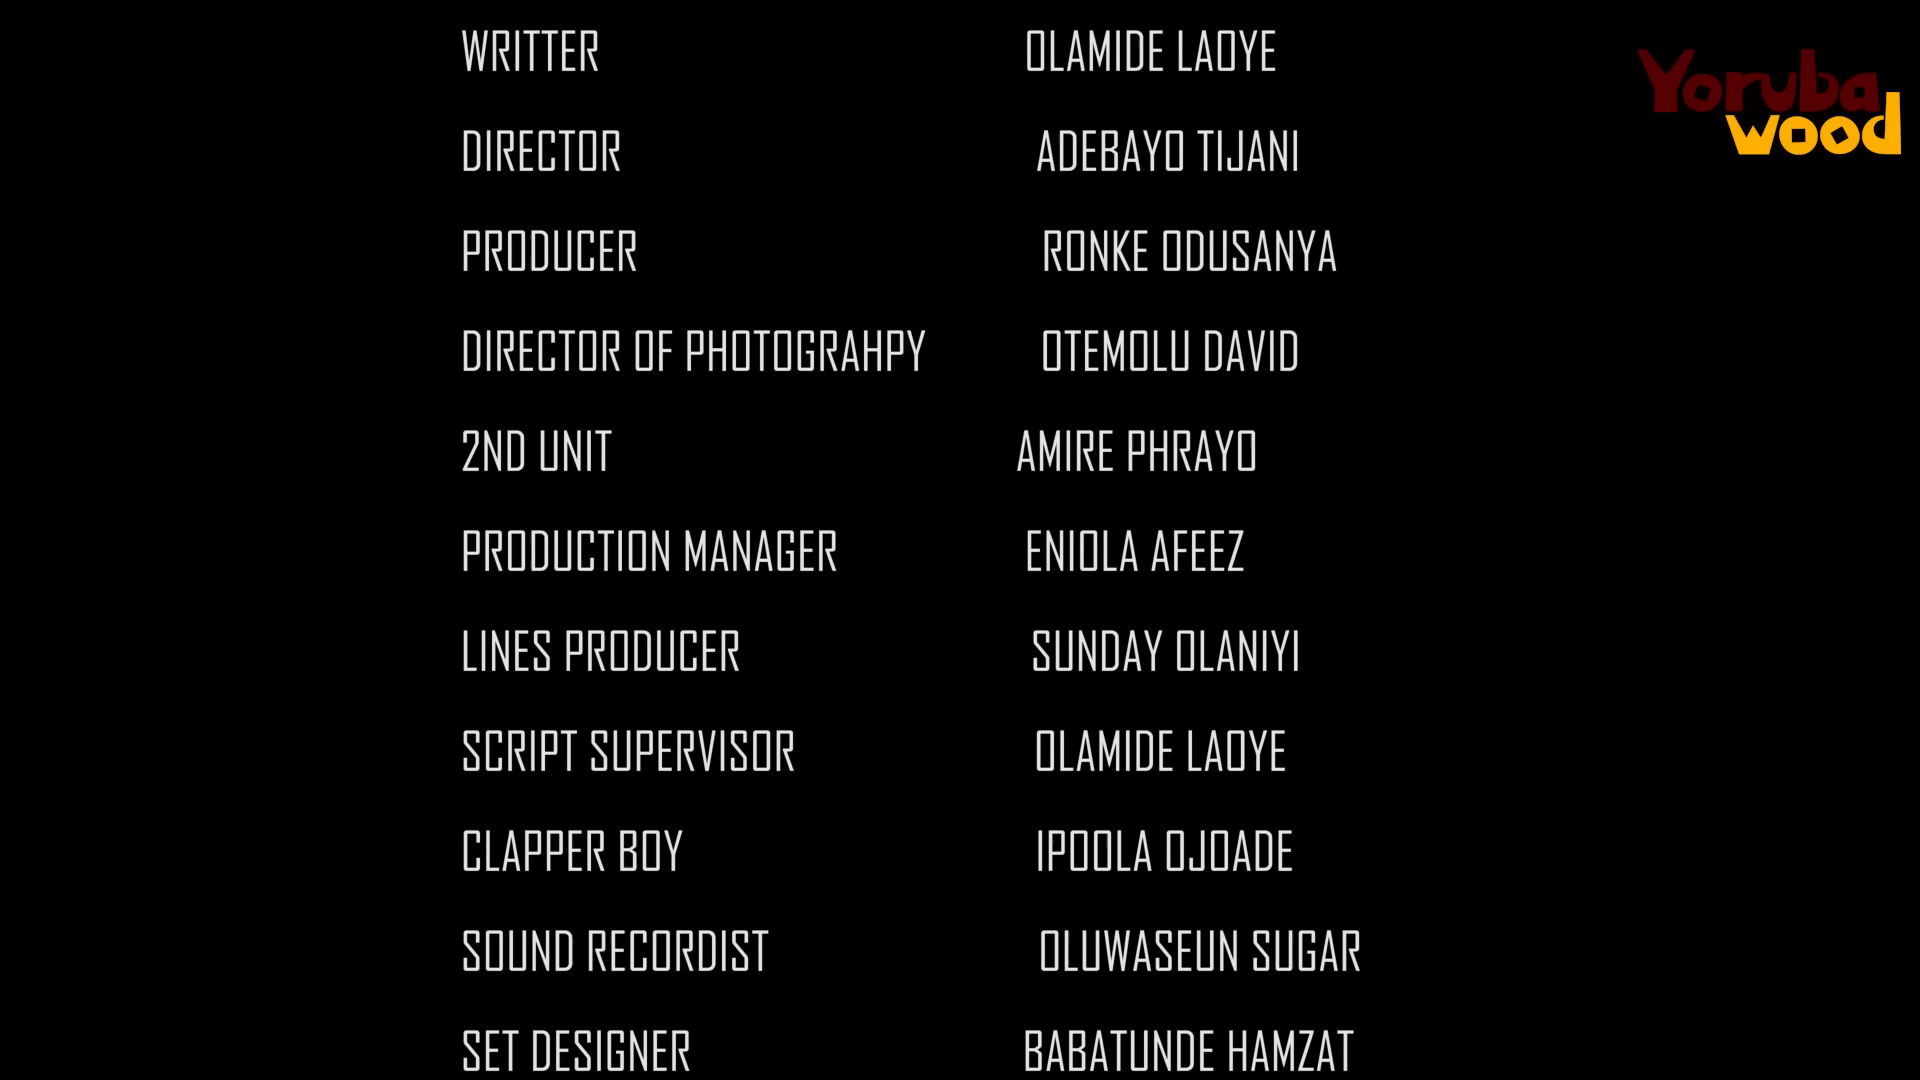 WRITTER OLAMIDE LAOYE
Yoruba
wood
DIRECTOR ADEBAYO TIJANI
PRODUCER RONKE ODUSANYA
DIRECTOR OF PHOTOGRAHPY OTEMOLU DAVID
2ND UNIT AMIRE PHRAYO
PRODUCTION MANAGER ENIOLA AFEEZ
LINES PRODUCER SUNDAY OLANIYI
SCRIPT SUPERVISOR OLAMIDE LAOYE
CLAPPER BOY IPOOLA OJOADE
SOUND RECORDIST OLUWASEUN SUGAR
SET DESIGNER BABATUNDE HAMZAT